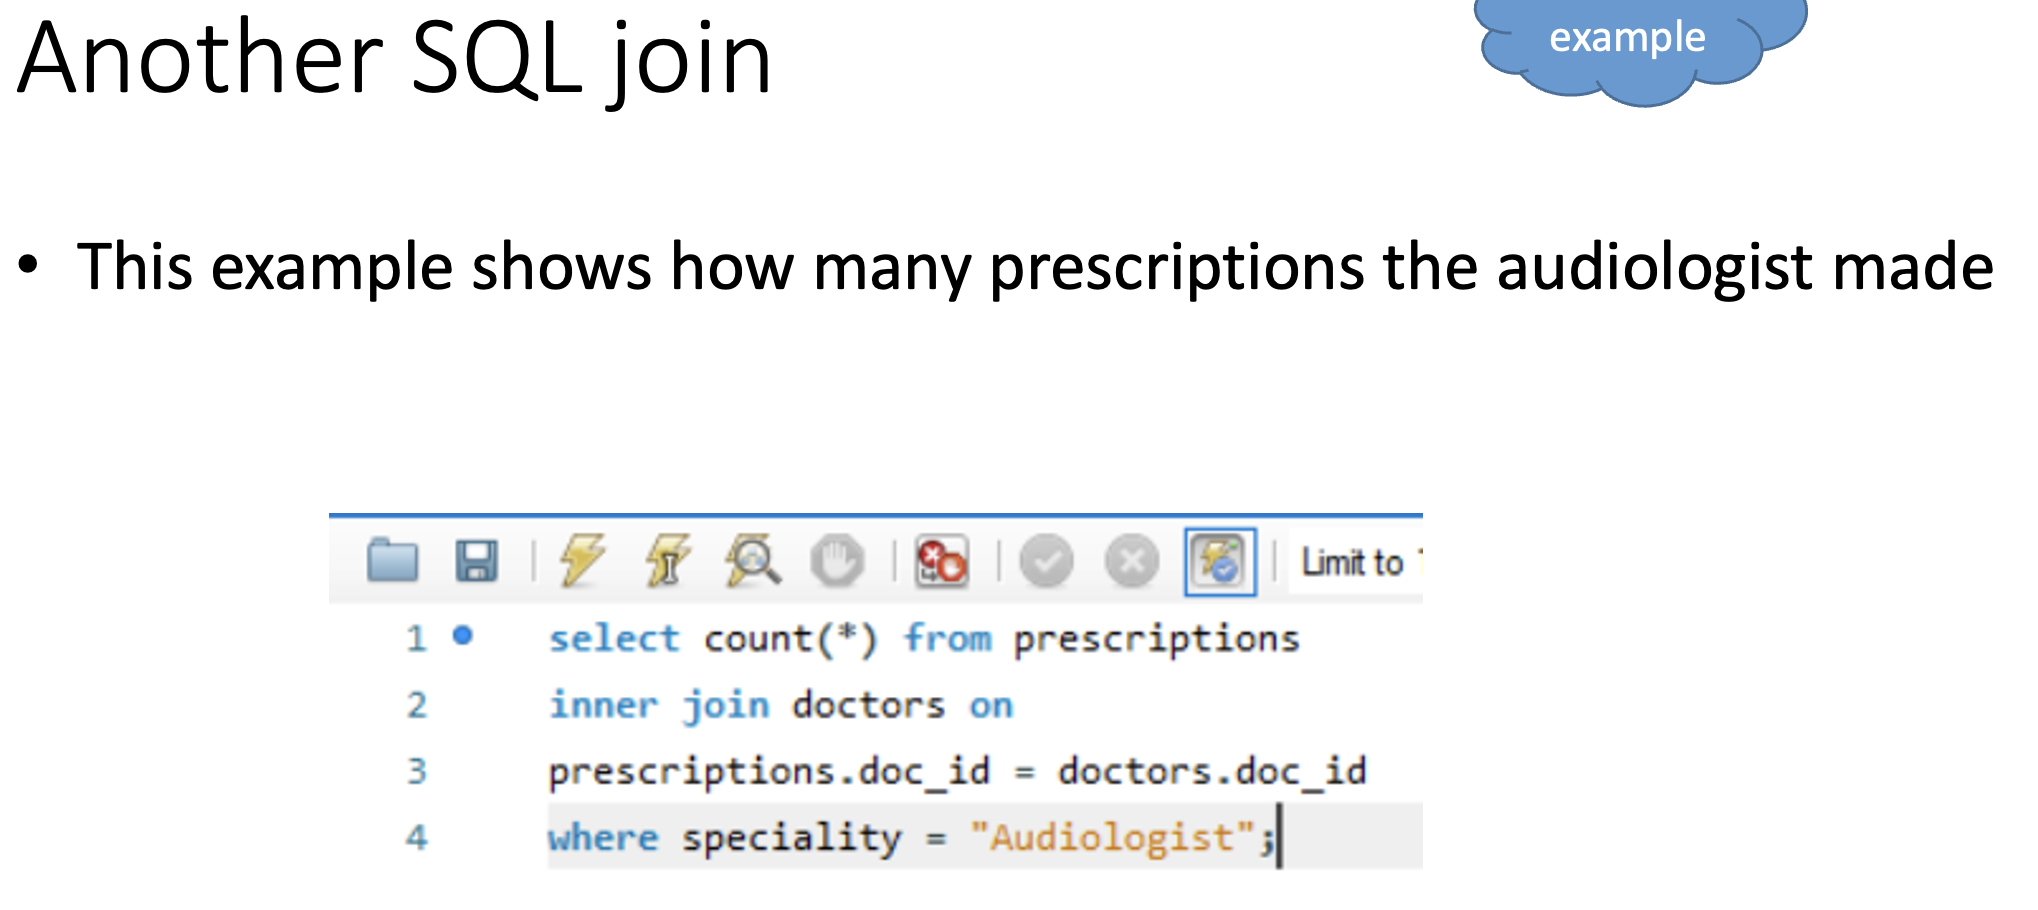 Another SQL join
example
• This example shows how many prescriptions the audiologist made
Limit to
1 select count(*) from prescriptions
2 inner join doctors on
3 prescriptions.doc_id = doctors.doc_id
4 where speciality = "Audiologist";